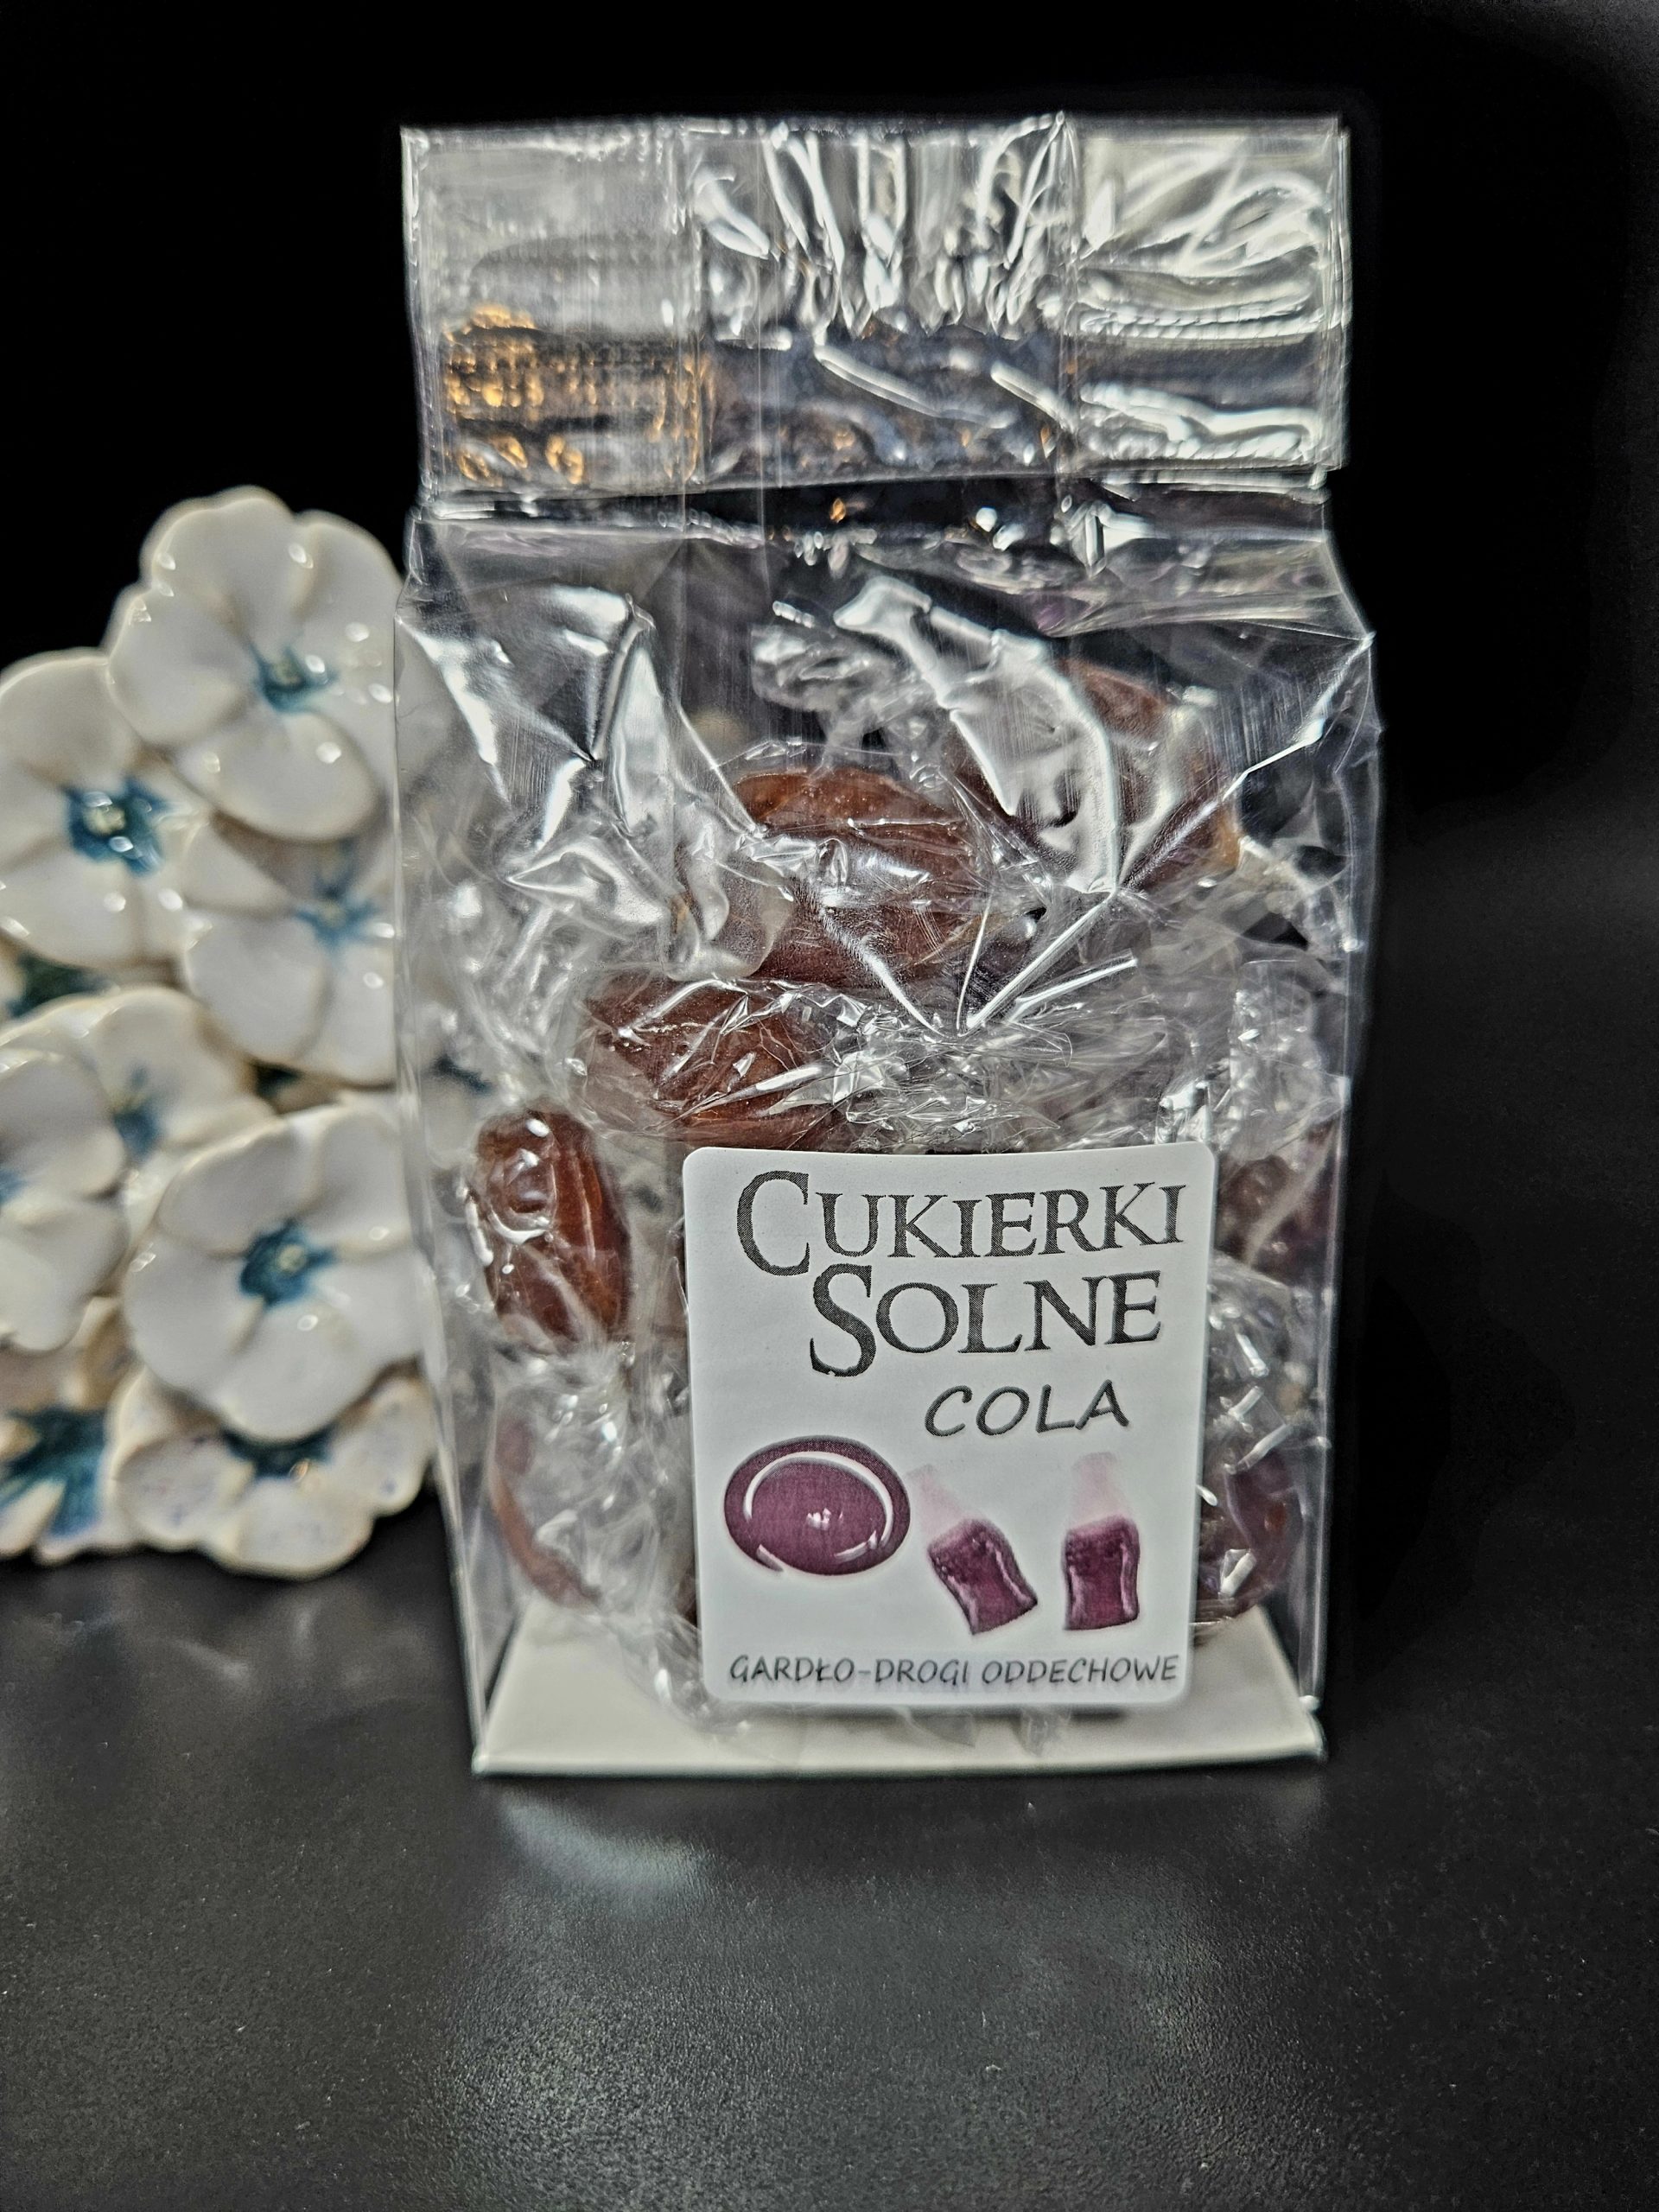 CUKIERKI
SOLNE
COLA
GARDŁO-DROGI ODDECHOWE